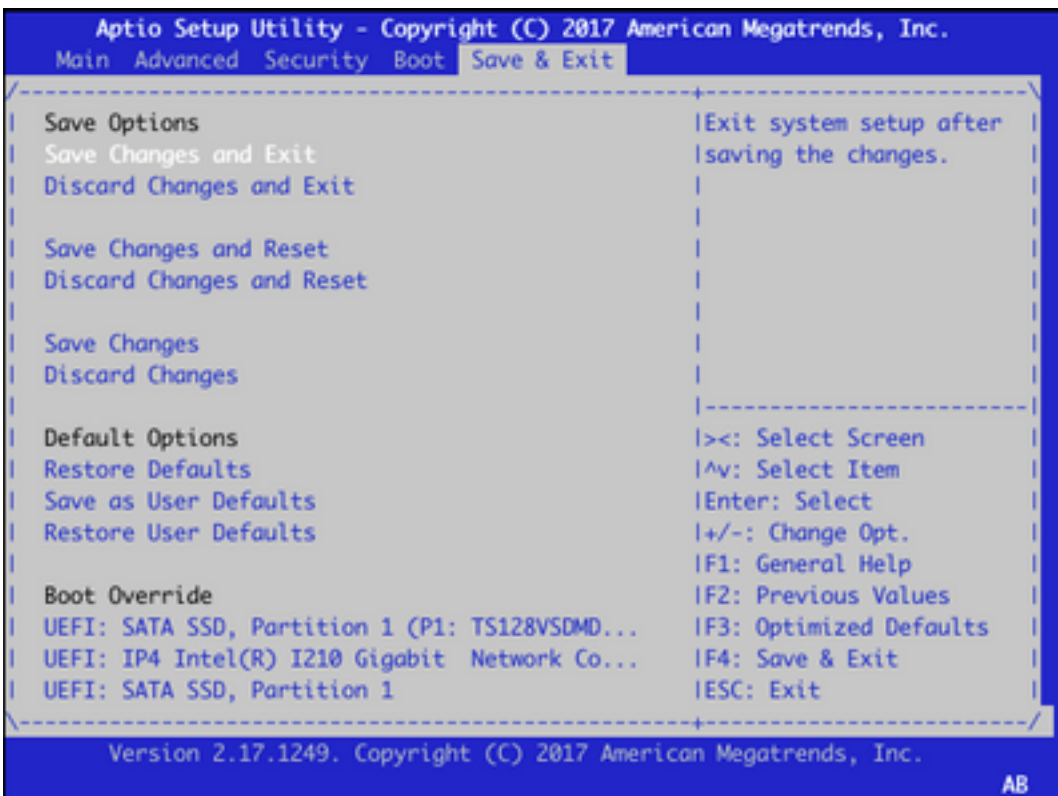 Aptio Setup Utility - Copyright (C) 2017 American Megatrends, Inc.
Main Advanced Security Boot Save & Exit
Save Options
Save Changes and Exit
Discard Changes and Exit
Save Changes and Reset
Discard Changes and Reset
Save Changes
Discard Changes
Default Options
Restore Defaults
Save as User Defaults
Restore User Defaults
Boot Override
UEFI: SATA SSD, Partition 1 (P1: TS128VSDMD...
UEFI: IP4 Intel(R) I210 Gigabit  Network Co...
UEFI: SATA SSD, Partition 1
Exit system setup after
saving the changes.
><: Select Screen
^v: Select Item
Enter: Select
+/-: Change Opt.
F1: General Help
F2: Previous Values
F3: Optimized Defaults
F4: Save & Exit
ESC: Exit
Version 2.17.1249. Copyright (C) 2017 American Megatrends, Inc.
AB